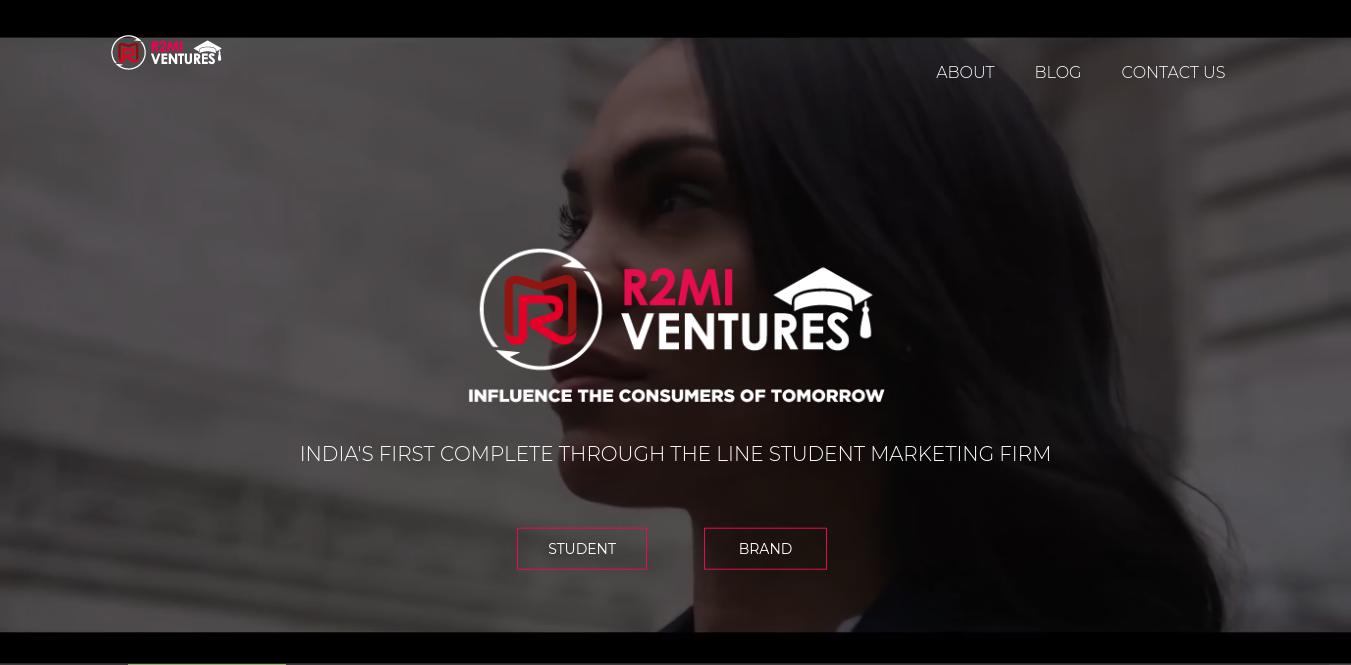 R2MI
VENTURES
ABOUT
BLOG
CONTACT US
R
R2MI
VENTURES
INFLUENCE THE CONSUMERS OF TOMORROW
INDIA'S FIRST COMPLETE THROUGH THE LINE STUDENT MARKETING FIRM
STUDENT
BRAND